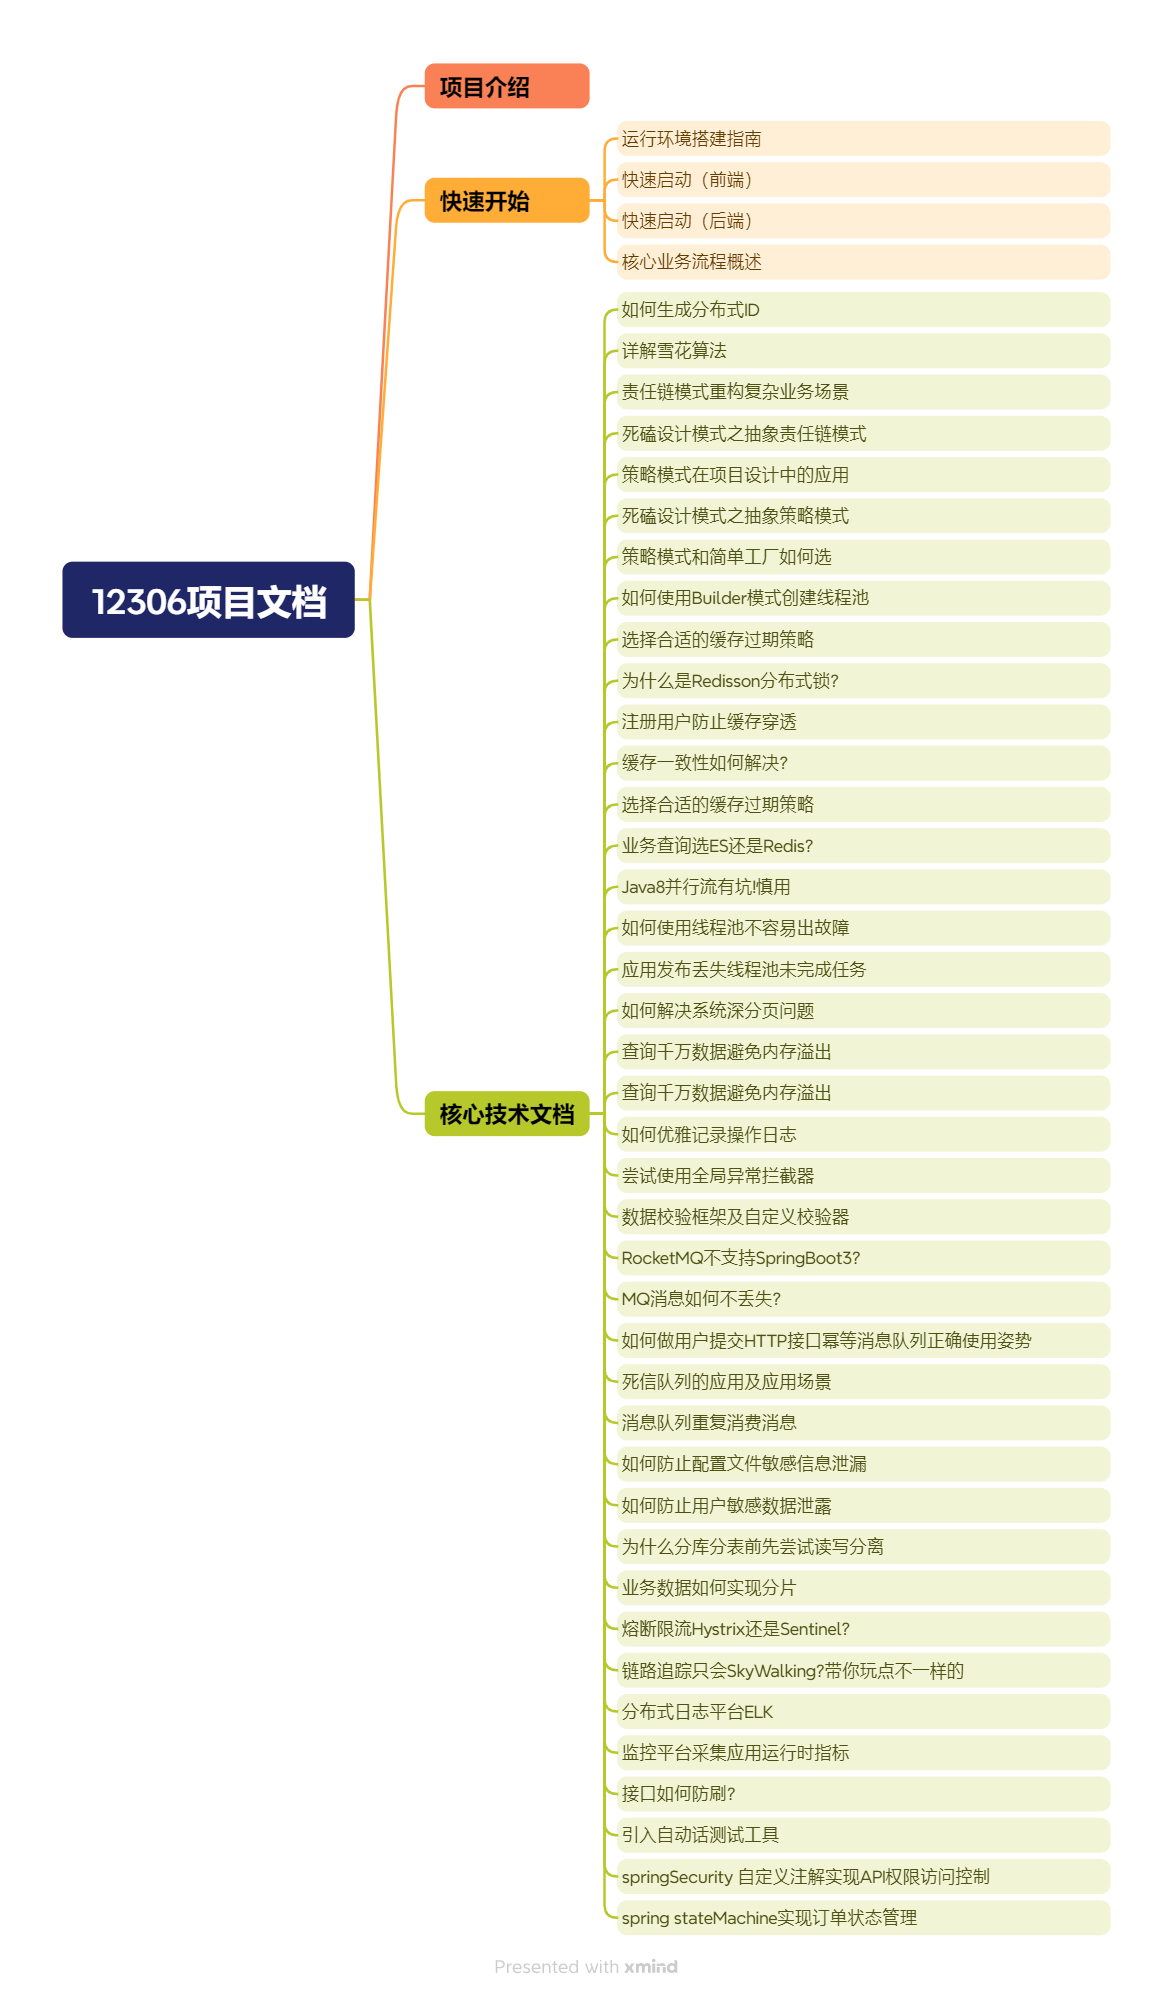 项目介绍
快速开始
运行环境搭建指南
快速启动（前端）
快速启动（后端）
核心业务流程概述
12306项目文档
核心技术文档
如何生成分布式ID
详解雪花算法
责任链模式重构复杂业务场景
死磕设计模式之抽象责任链模式
策略模式在项目设计中的应用
死磕设计模式之抽象策略模式
策略模式和简单工厂如何选
如何使用Builder模式创建线程池
选择合适的缓存过期策略
为什么是Redisson分布式锁?
注册用户防止缓存穿透
缓存一致性如何解决?
选择合适的缓存过期策略
业务查询选ES还是Redis?
Java8并行流有坑!慎用
如何使用线程池不容易出故障
应用发布丢失线程池未完成任务
如何解决系统深分页问题
查询千万数据避免内存溢出
查询千万数据避免内存溢出
如何优雅记录操作日志
尝试使用全局异常拦截器
数据校验框架及自定义校验器
RocketMQ不支持SpringBoot3?
MQ消息如何不丢失?
如何做用户提交HTTP接口幂等消息队列正确使用姿势
死信队列的应用及应用场景
消息队列重复消费消息
如何防止配置文件敏感信息泄漏
如何防止用户敏感数据泄露
为什么分库分表前先尝试读写分离
业务数据如何实现分片
熔断限流Hystrix还是Sentinel?
链路追踪只会SkyWalking?带你玩点不一样的
分布式日志平台ELK
监控平台采集应用运行时指标
接口如何防刷?
引入自动话测试工具
springSecurity 自定义注解实现API权限访问控制
spring stateMachine实现订单状态管理
Presented with xmind